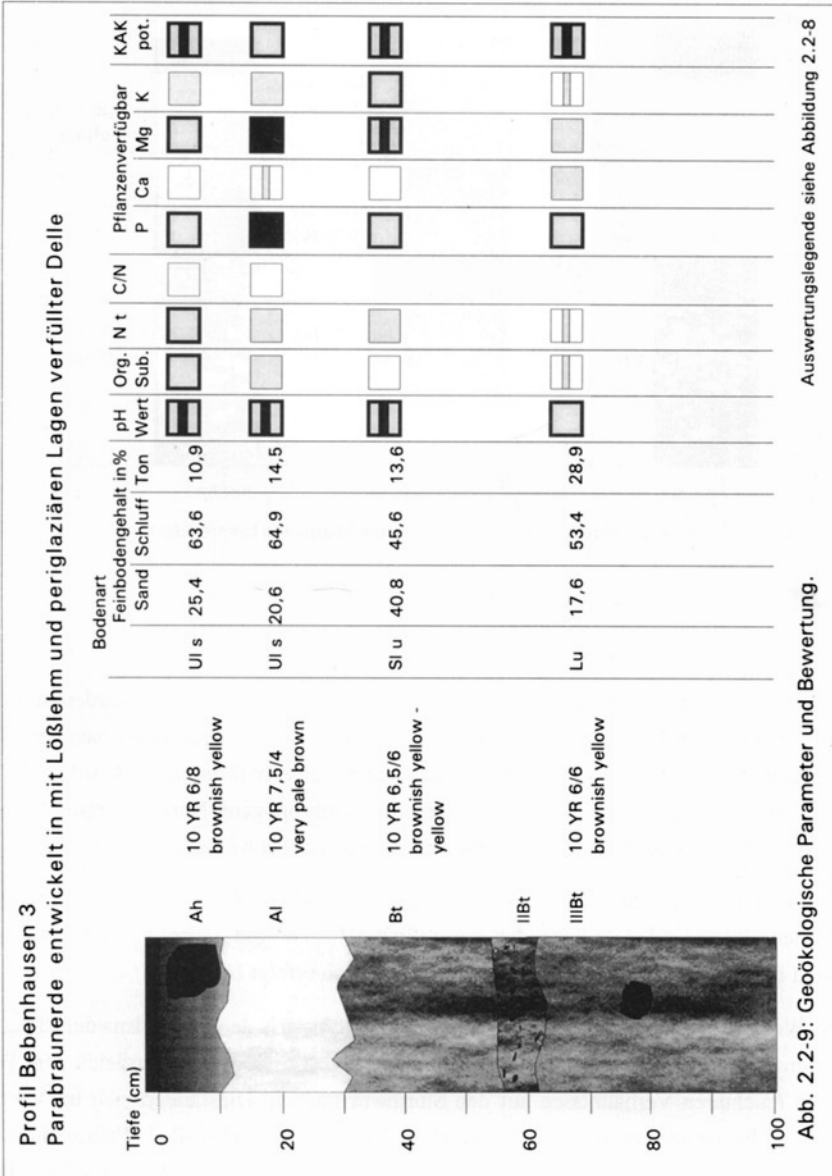 Profil Bebenhausen 3
Parabraunerde entwickelt in mit Lößlehm und periglaziären Lagen verfüllter Delle
Tiefe (cm)
0
20
40
60
80
100
Ah
Al
Bt
IIBt
IIIBt
10 YR 6/8
brownish yellow
10 YR 7,5/4
very pale brown
10 YR 6,5/6
brownish yellow -
yellow
10 YR 6/6
brownish yellow
Bodenart
Feinbodengehalt in %
Sand Schluff Ton
pH
Wert
Org.
Sub.
N t
C/N
Pflanzenverfügbar
P Ca Mg K
KAK
pot.
Ul s 25,4 63,6 10,9
Ul s 20,6 64,9 14,5
Sl u 40,8 45,6 13,6
Lu 17,6 53,4 28,9
Auswertungslegende siehe Abbildung 2.2-8
Abb. 2.2-9: Geoökologische Parameter und Bewertung.